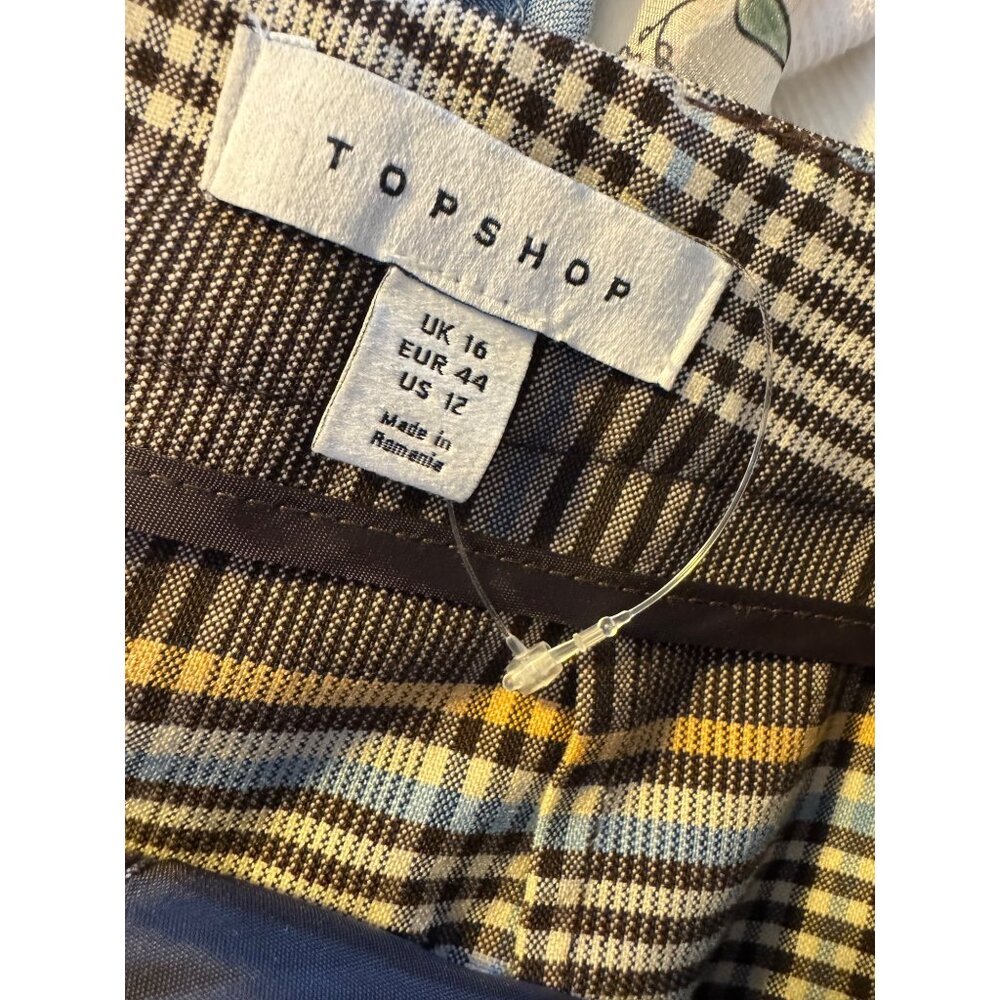 TOPSHOP
UK 16
EUR 44
US 12
Made in
Romania